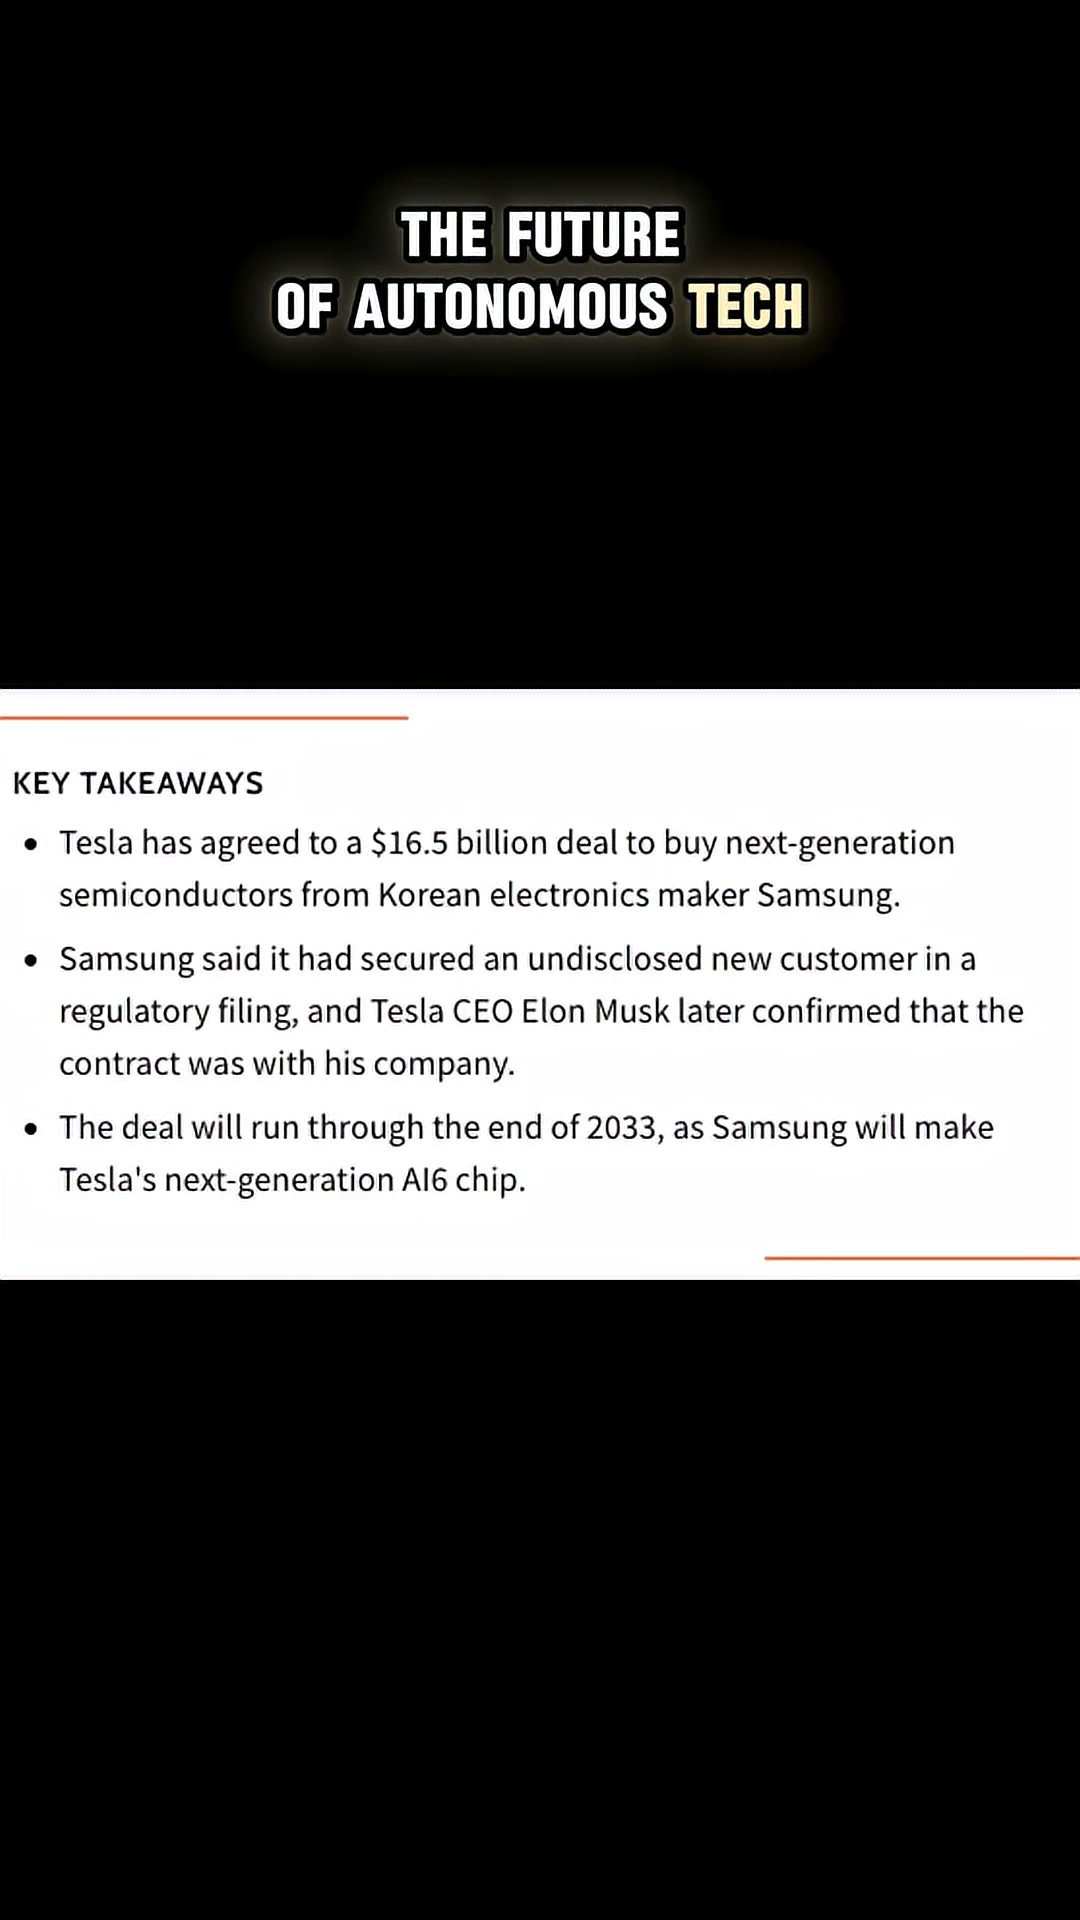 THE FUTURE
OF AUTONOMOUS TECH
KEY TAKEAWAYS
• Tesla has agreed to a $16.5 billion deal to buy next-generation
semiconductors from Korean electronics maker Samsung.
• Samsung said it had secured an undisclosed new customer in a
regulatory filing, and Tesla CEO Elon Musk later confirmed that the
contract was with his company.
• The deal will run through the end of 2033, as Samsung will make
Tesla's next-generation AI6 chip.